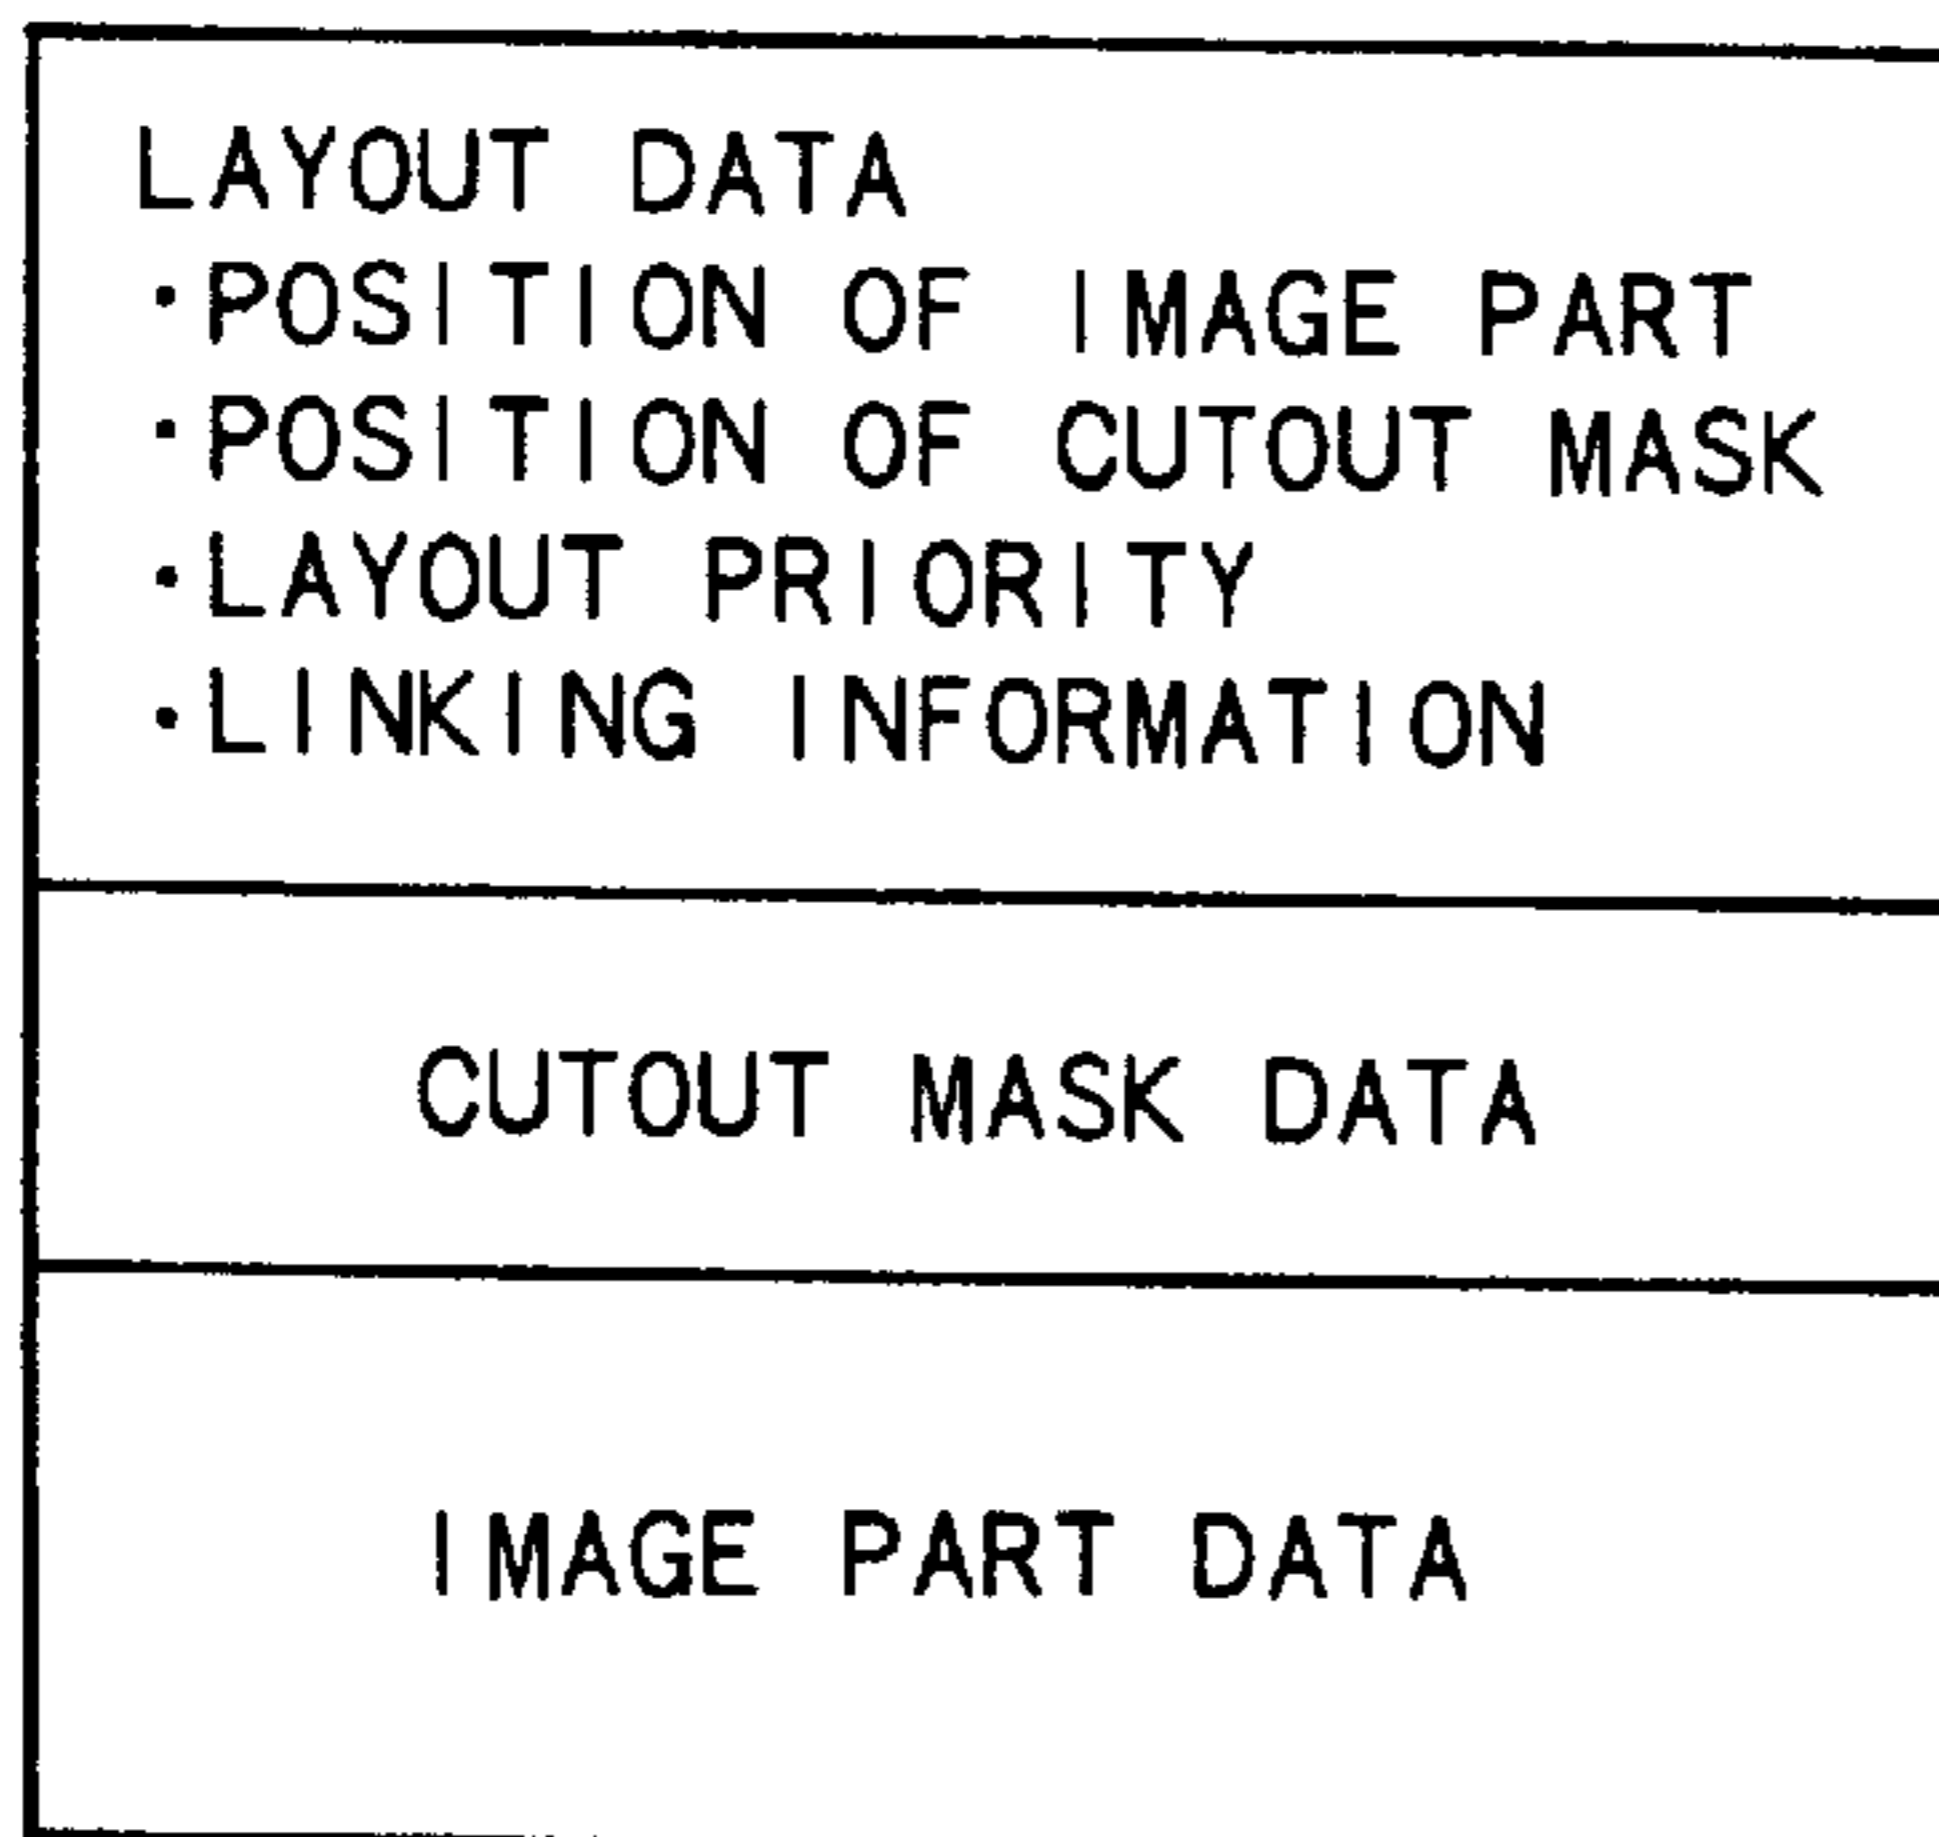 LAYOUT DATA
・POSITION OF IMAGE PART
・POSITION OF CUTOUT MASK
・LAYOUT PRIORITY
・LINKING INFORMATION
CUTOUT MASK DATA
IMAGE PART DATA